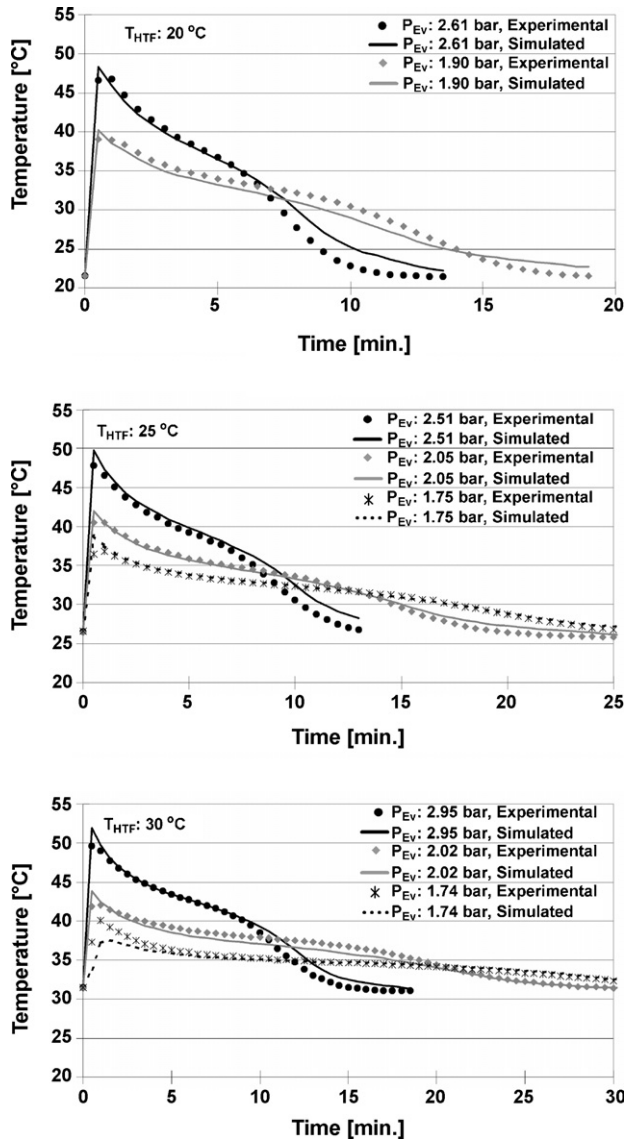 T_HTF: 20 °C
P_Ev: 2.61 bar, Experimental
P_Ev: 2.61 bar, Simulated
P_Ev: 1.90 bar, Experimental
P_Ev: 1.90 bar, Simulated
Temperature [°C]
55
50
45
40
35
30
25
20
0
5
10
15
20
Time [min.]
T_HTF: 25 °C
P_Ev: 2.51 bar, Experimental
P_Ev: 2.51 bar, Simulated
P_Ev: 2.05 bar, Experimental
P_Ev: 2.05 bar, Simulated
P_Ev: 1.75 bar, Experimental
P_Ev: 1.75 bar, Simulated
Temperature [°C]
55
50
45
40
35
30
25
20
0
5
10
15
20
25
Time [min.]
T_HTF: 30 °C
P_Ev: 2.95 bar, Experimental
P_Ev: 2.95 bar, Simulated
P_Ev: 2.02 bar, Experimental
P_Ev: 2.02 bar, Simulated
P_Ev: 1.74 bar, Experimental
P_Ev: 1.74 bar, Simulated
Temperature [°C]
55
50
45
40
35
30
25
20
0
5
10
15
20
25
30
Time [min.]